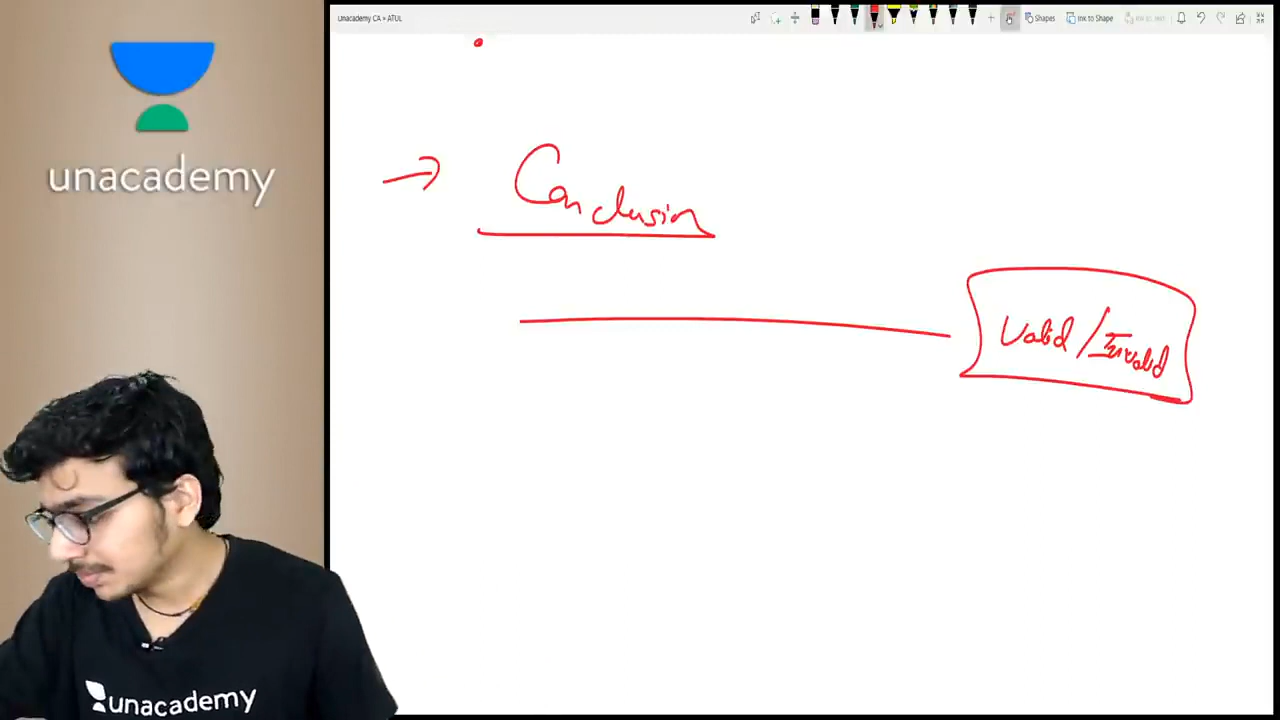 unacademy CA > ATUL
Shapes
Ink to Shape
unacademy
→ Conclusion
Valid / Invalid
unacademy